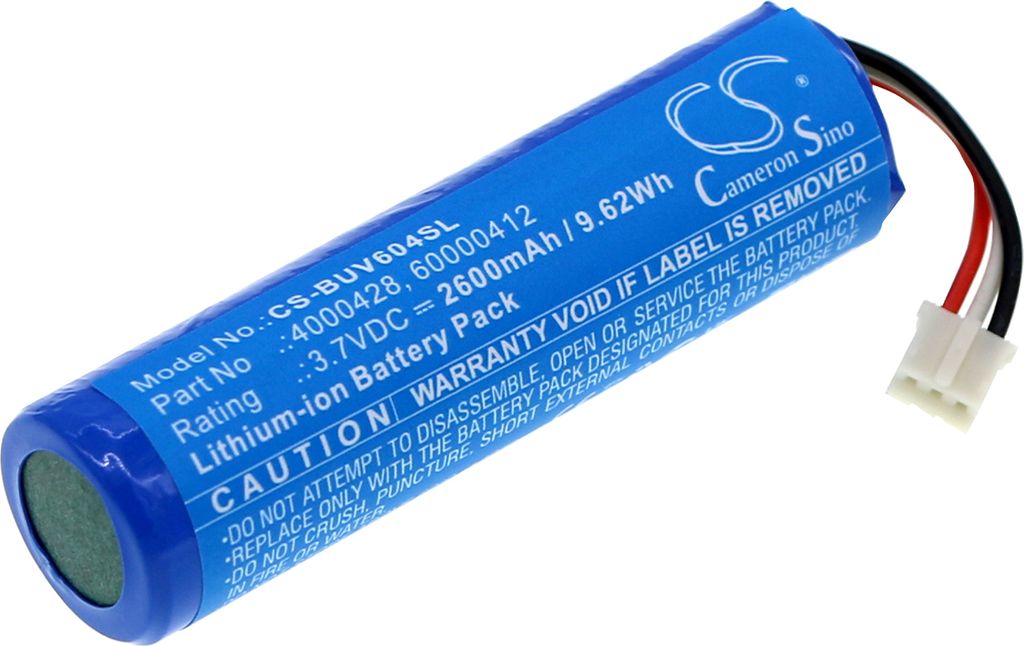 CS®
Cameron Sino
Model No.:CS-BUV604SL
Part No .:4000428, 60000412
Rating .:3.7VDC ⎓ 2600mAh / 9.62Wh
Lithium-ion Battery Pack
CAUTION WARRANTY VOID IF LABEL IS REMOVED
•DO NOT ATTEMPT TO DISASSEMBLE, OPEN OR SERVICE THE BATTERY PACK.
•REPLACE ONLY WITH THE BATTERY PACK DESIGNATED FOR THE PRODUCT.
•DO NOT CRUSH, PUNCTURE, SHORT EXTERNAL CONTACTS OR DISPOSE
IN FIRE OR WATER.